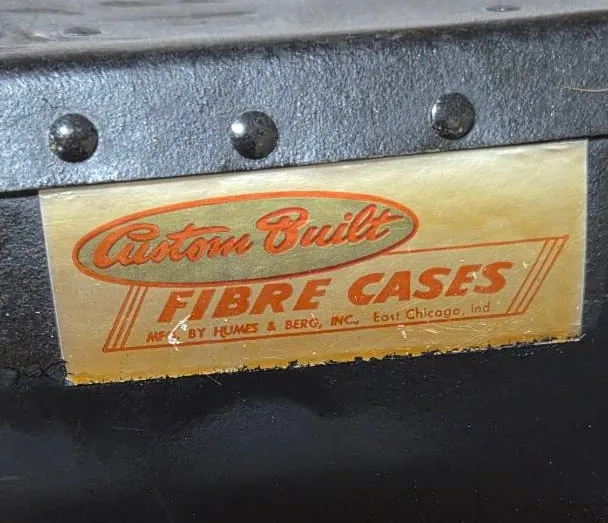 Custom Built
FIBRE CASES
MFG. BY HUMES & BERG, INC., East Chicago, Ind.